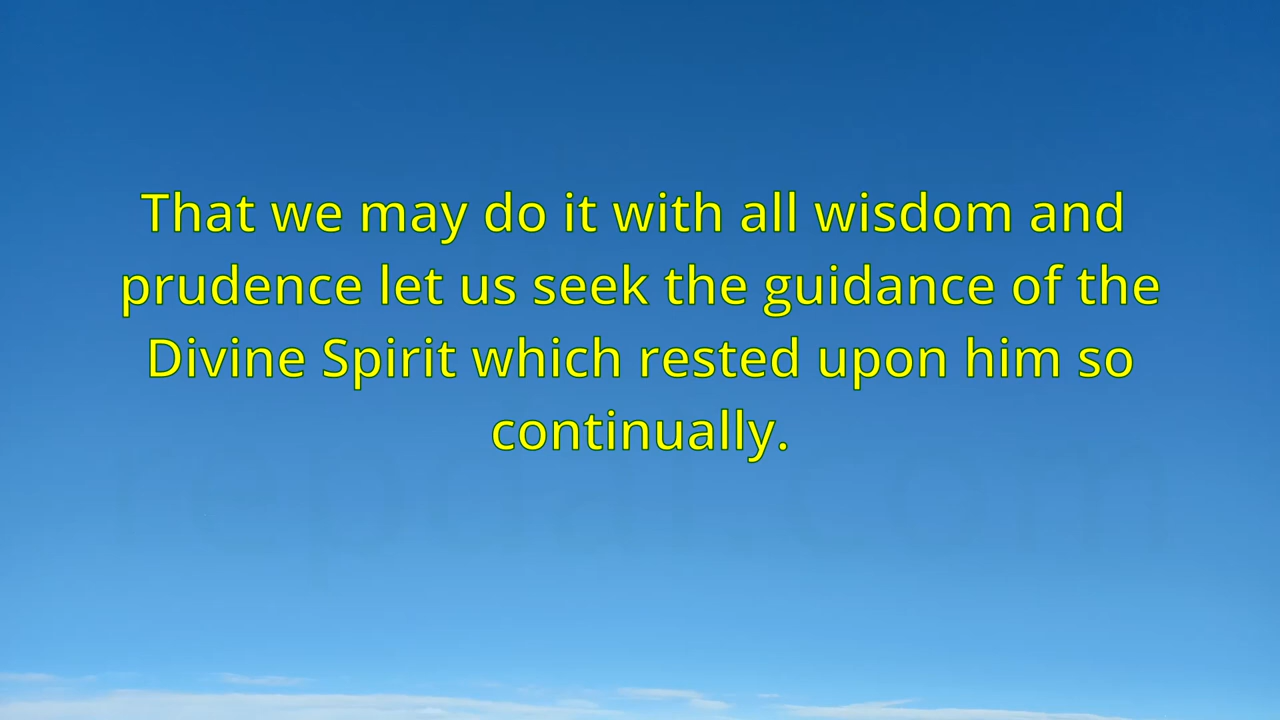 That we may do it with all wisdom and
prudence let us seek the guidance of the
Divine Spirit which rested upon him so
continually.